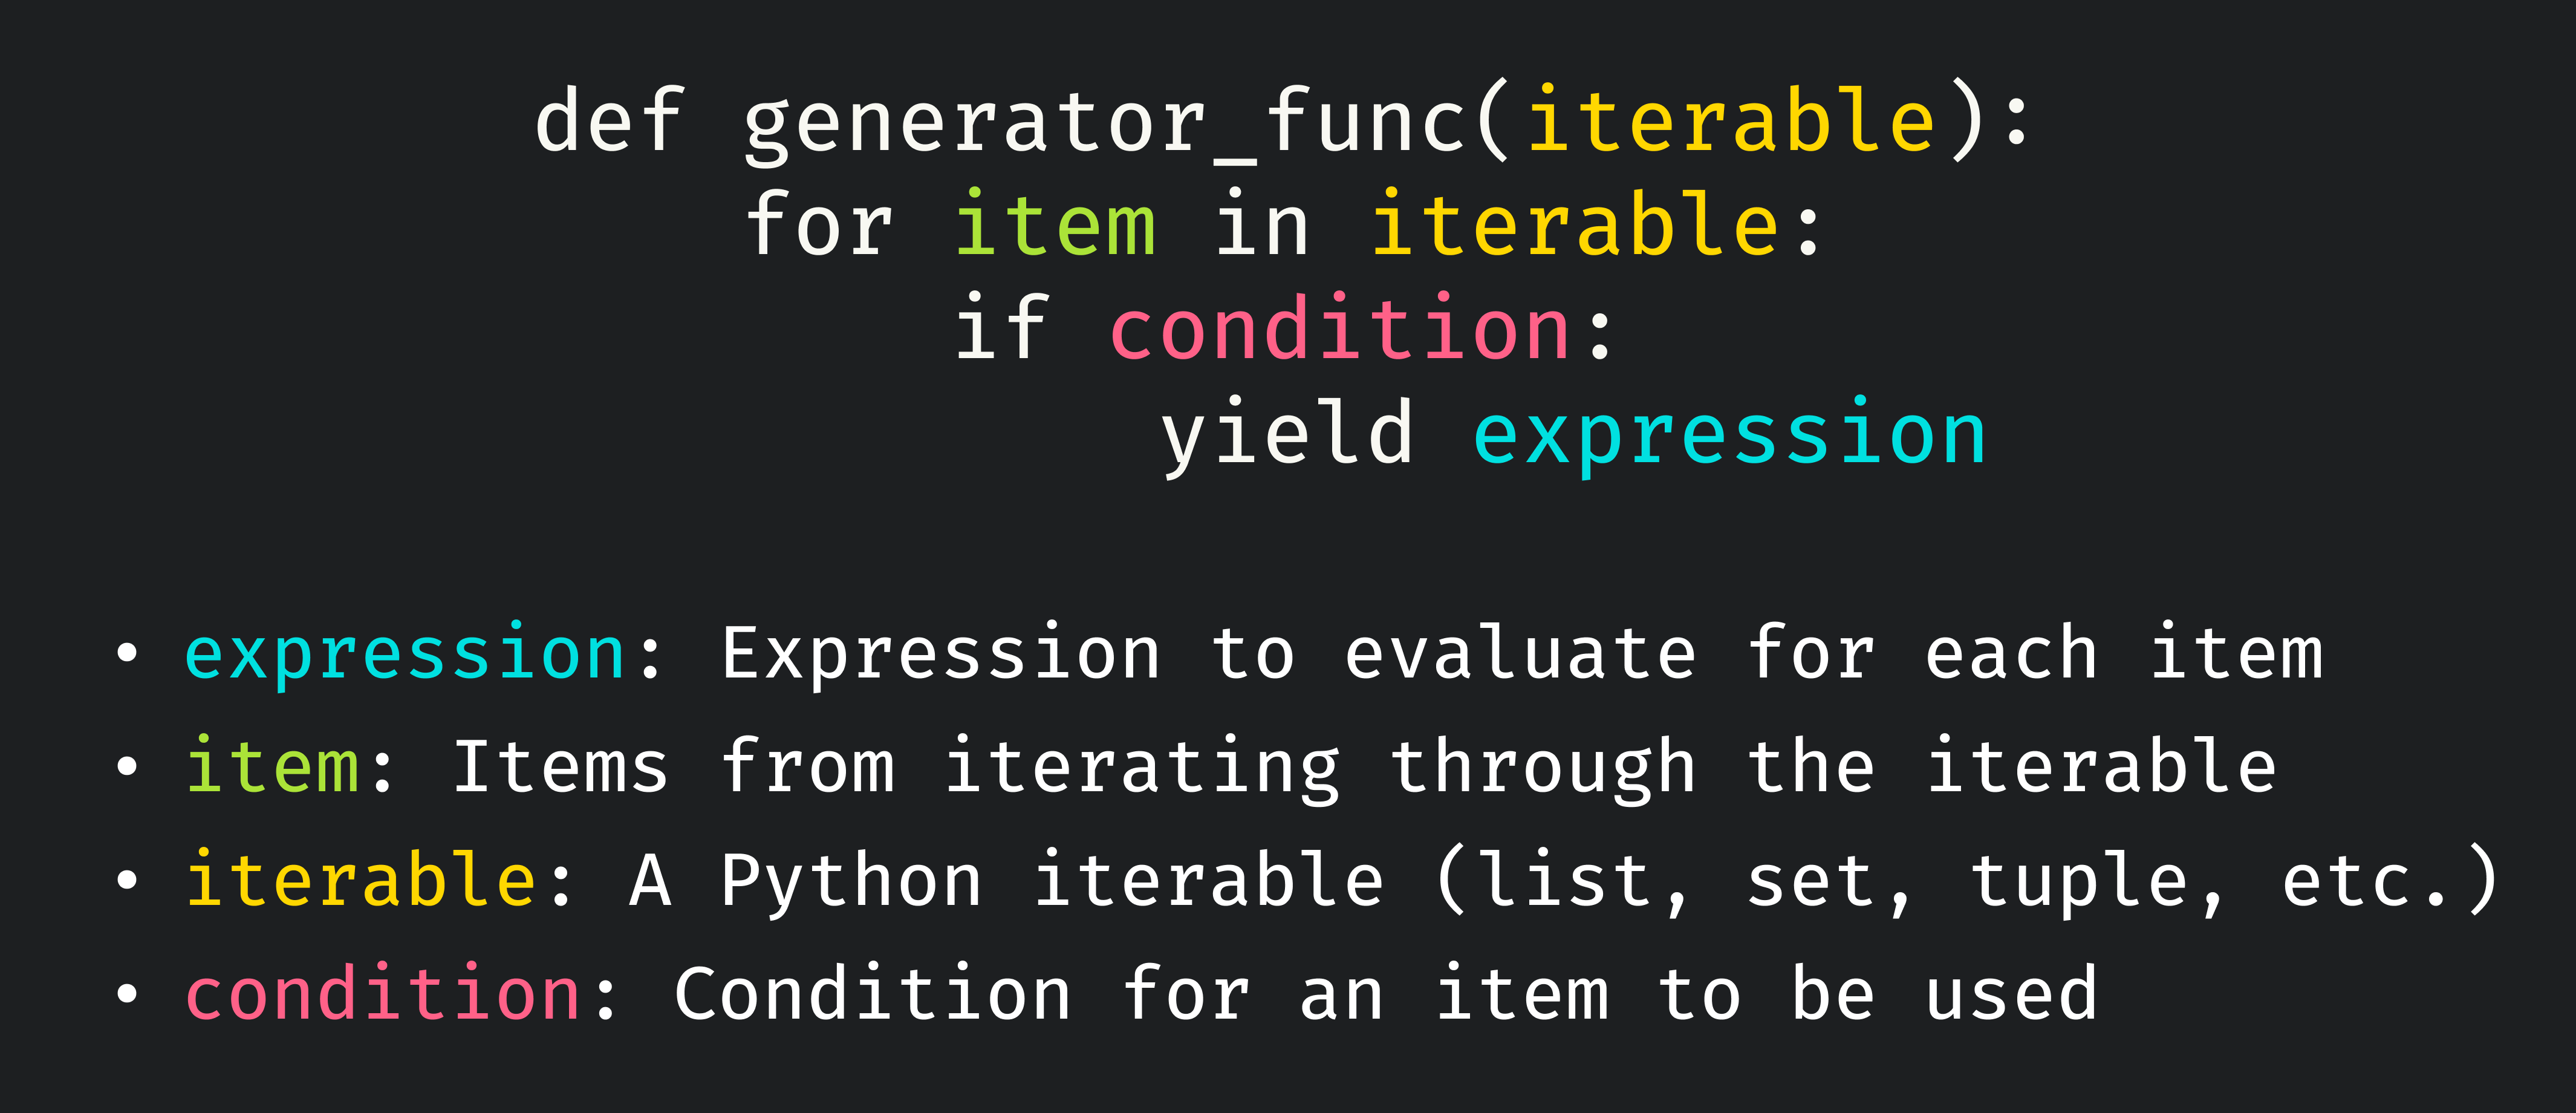 def generator_func(iterable):
for item in iterable:
if condition:
yield expression
• expression: Expression to evaluate for each item
• item: Items from iterating through the iterable
• iterable: A Python iterable (list, set, tuple, etc.)
• condition: Condition for an item to be used